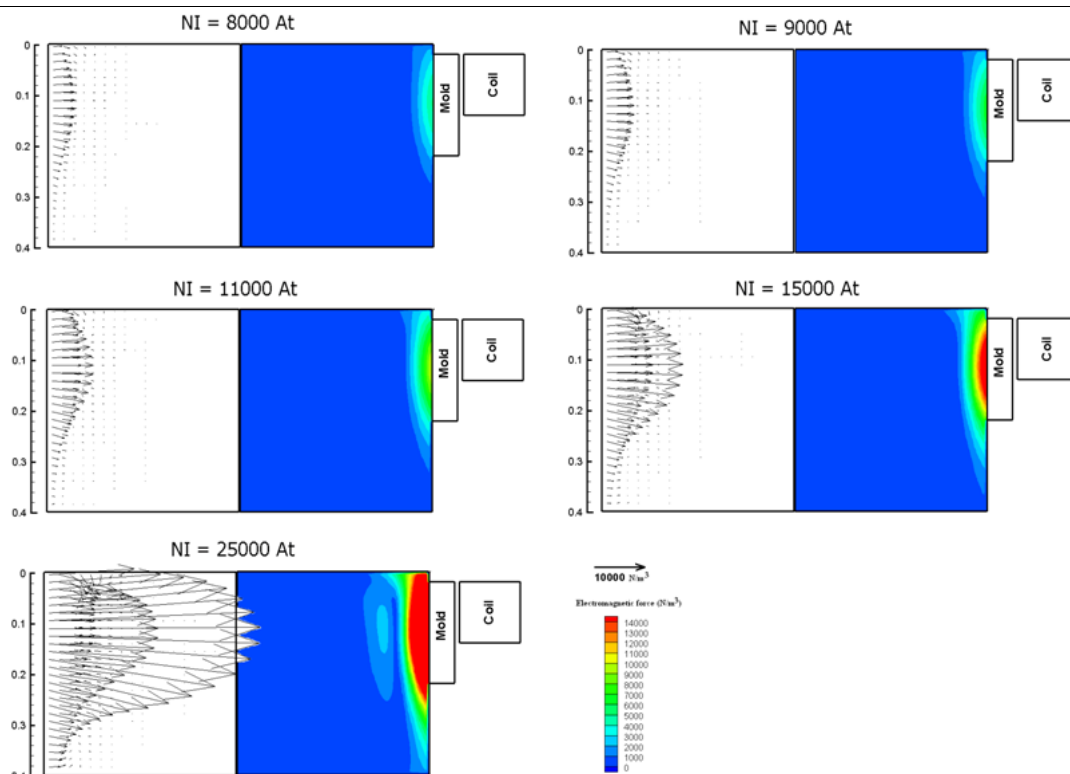 NI = 8000 At
0
0.1
0.2
0.3
0.4
Mold
Coil
NI = 9000 At
0
0.1
0.2
0.3
0.4
Mold
Coil
NI = 11000 At
0
0.1
0.2
0.3
0.4
Mold
Coil
NI = 15000 At
0
0.1
0.2
0.3
0.4
Mold
Coil
NI = 25000 At
0
0.1
0.2
0.3
0.4
Mold
Coil
10000 N/m³
Electromagnetic force (N/m³)
14000
13000
12000
11000
10000
9000
8000
7000
6000
5000
4000
3000
2000
1000
0